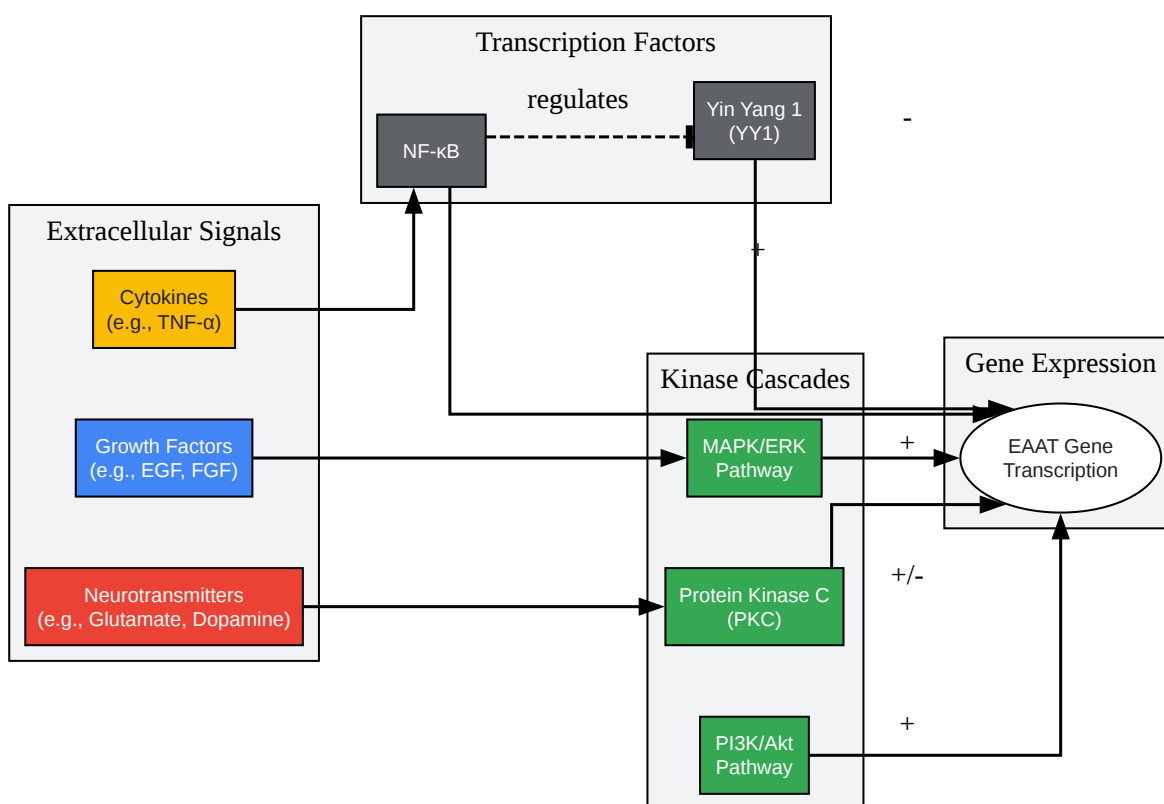 Transcription Factors
regulates
Yin Yang 1
(YY1)
-
NF-κB
Extracellular Signals
+
Cytokines
(e.g., TNF-α)
Kinase Cascades
Gene Expression
Growth Factors
(e.g., EGF, FGF)
MAPK/ERK
Pathway
+
EAAT Gene
Transcription
Neurotransmitters
(e.g., Glutamate, Dopamine)
Protein Kinase C
(PKC)
+/-
PI3K/Akt
Pathway
+